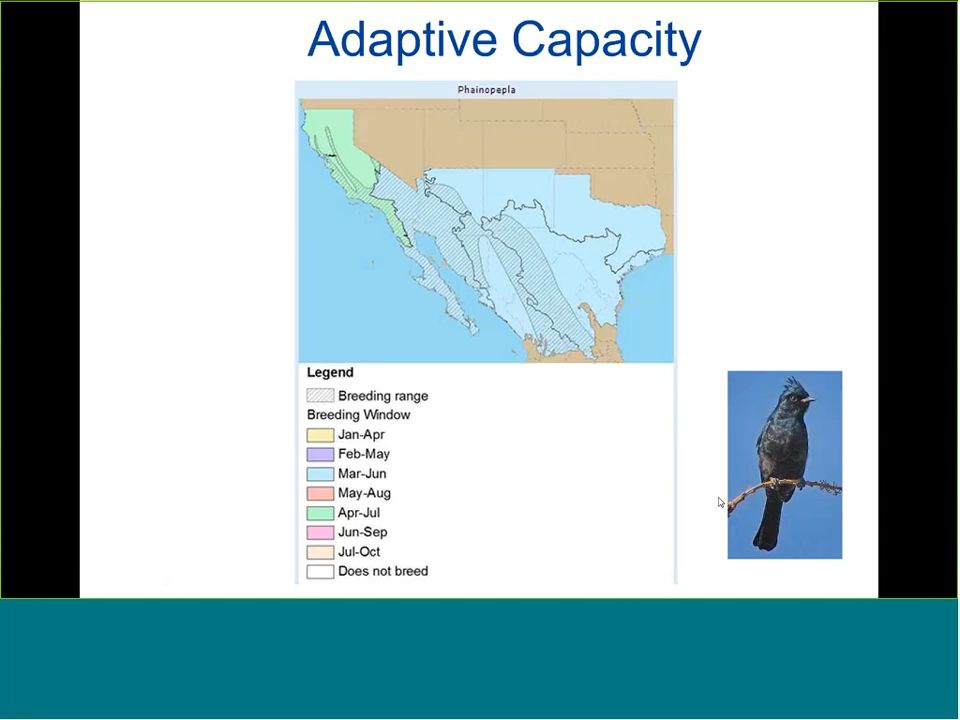 Adaptive Capacity
Phainopepla
Legend
Breeding range
Breeding Window
Jan-Apr
Feb-May
Mar-Jun
May-Aug
Apr-Jul
Jun-Sep
Jul-Oct
Does not breed